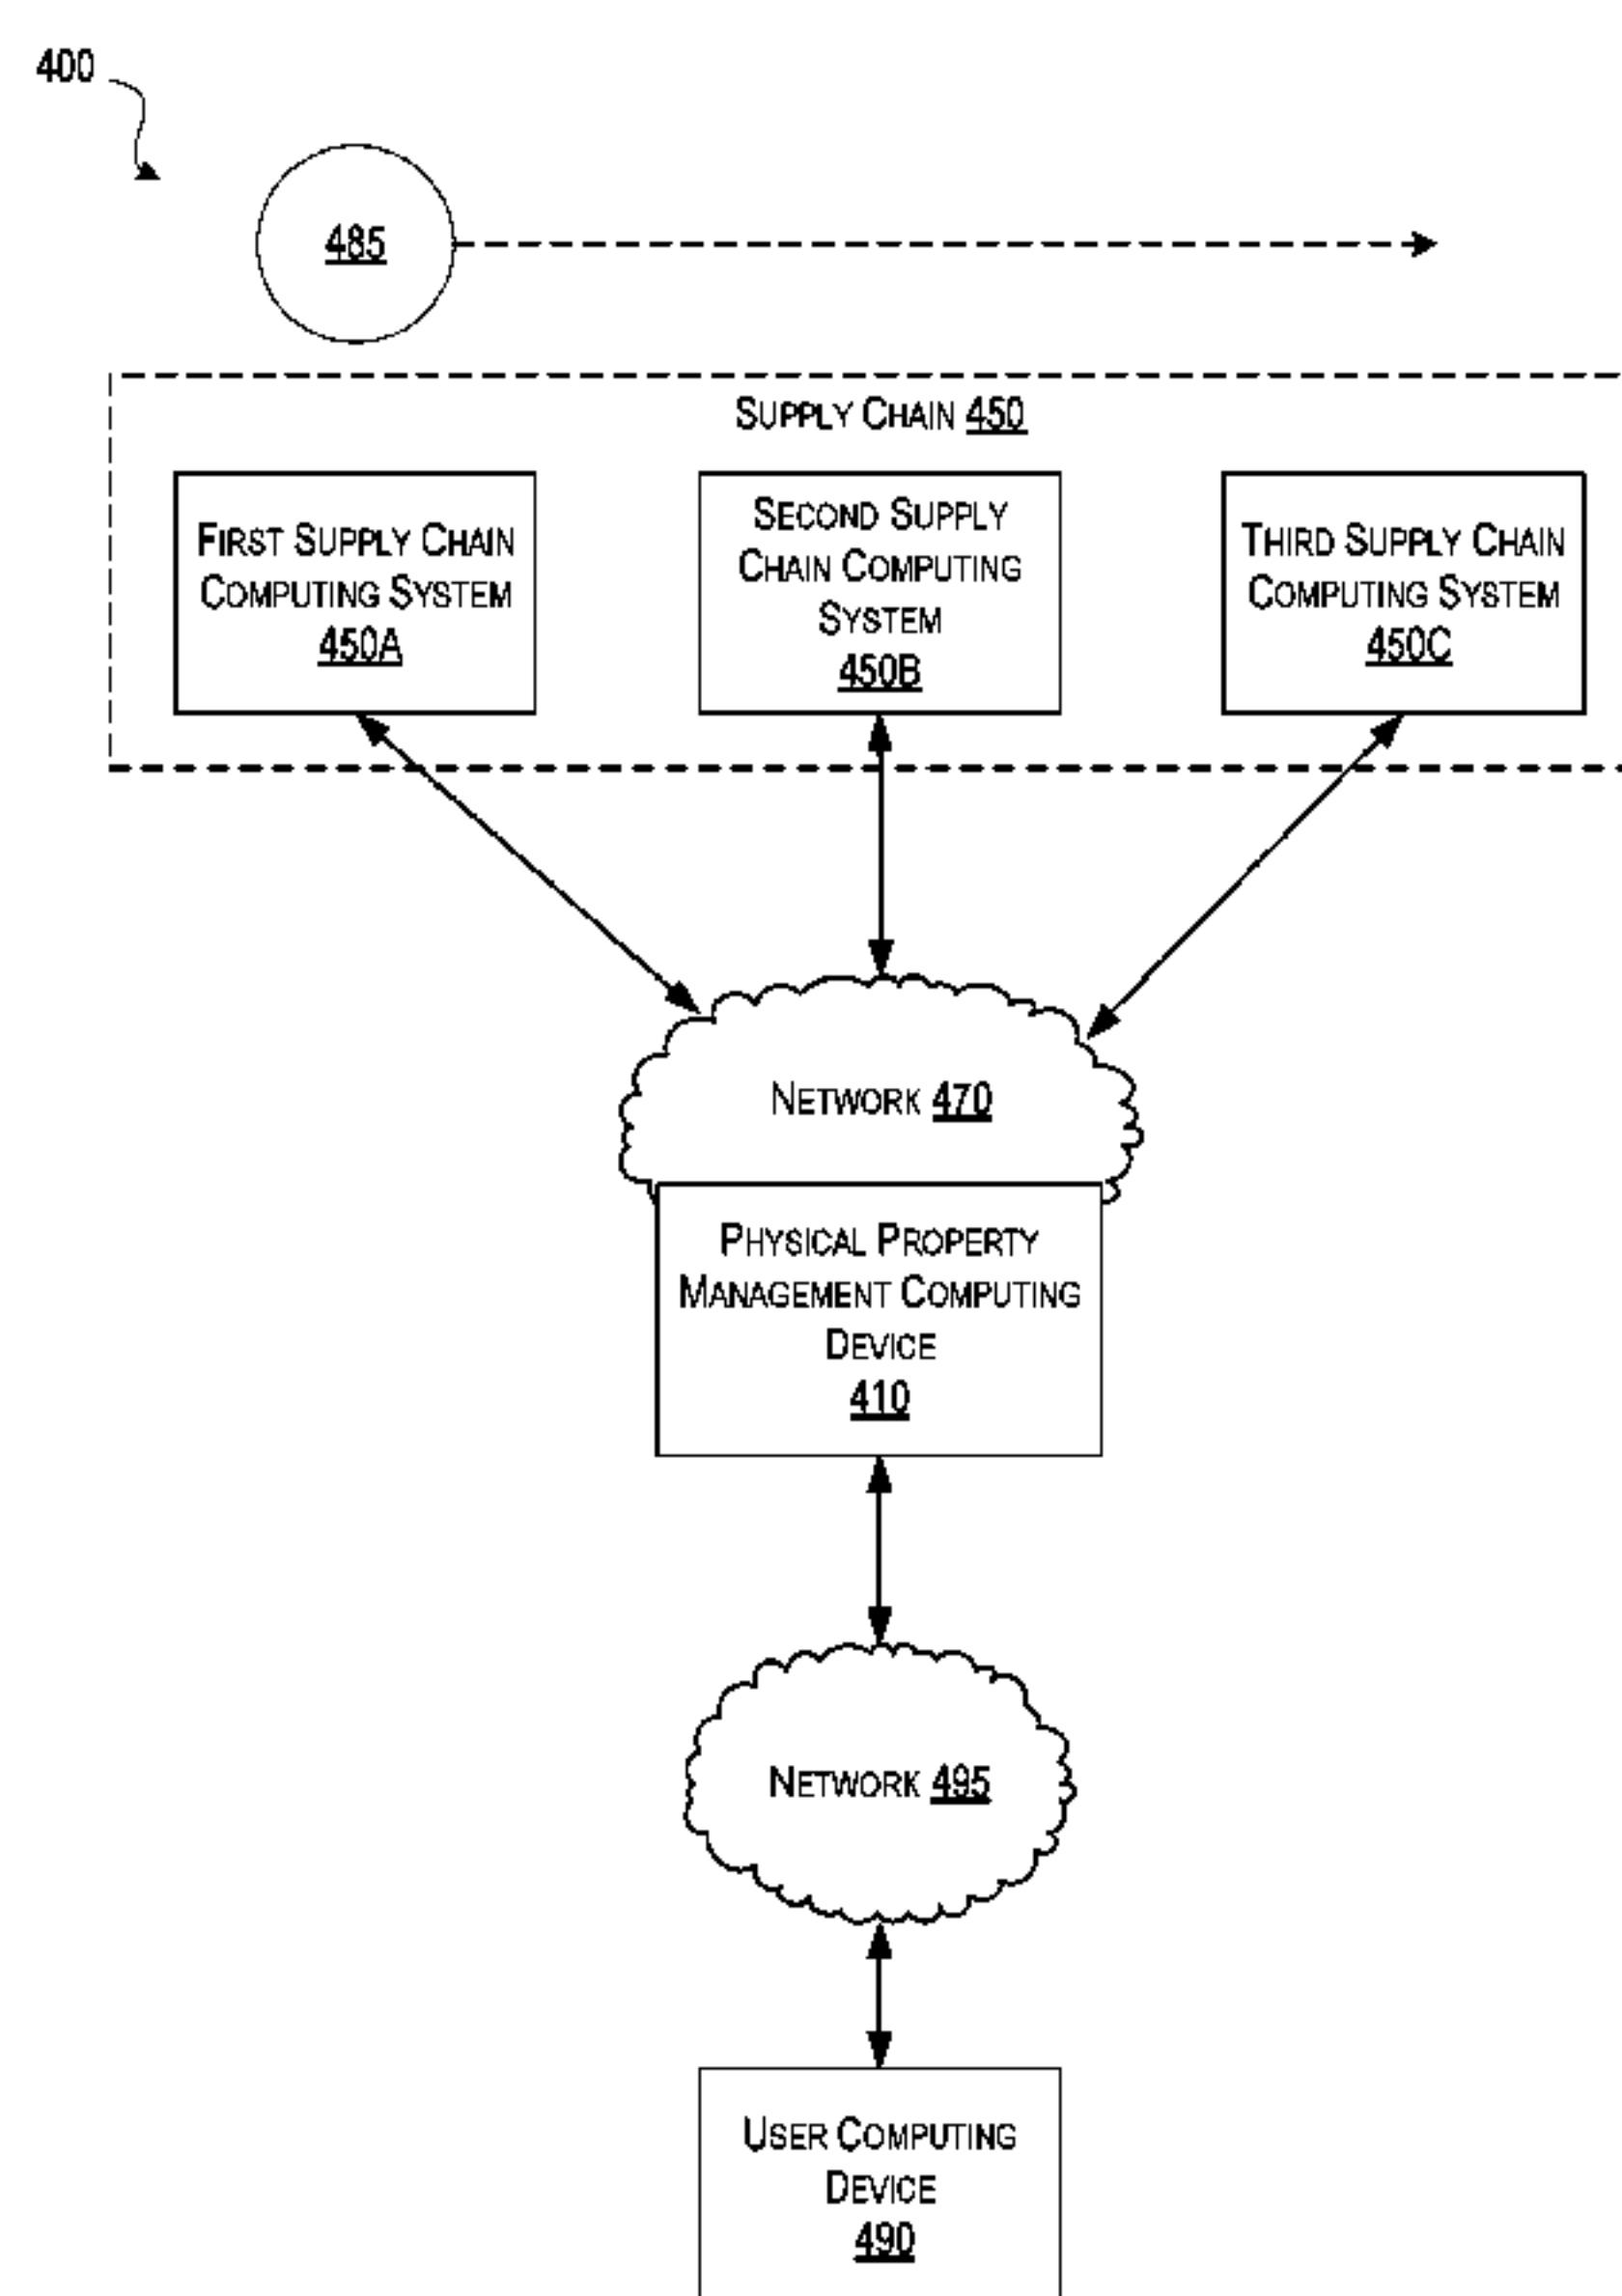 400
485
SUPPLY CHAIN 450
FIRST SUPPLY CHAIN
COMPUTING SYSTEM
450A
SECOND SUPPLY
CHAIN COMPUTING
SYSTEM
450B
THIRD SUPPLY CHAIN
COMPUTING SYSTEM
450C
NETWORK 470
PHYSICAL PROPERTY
MANAGEMENT COMPUTING
DEVICE
410
NETWORK 495
USER COMPUTING
DEVICE
490